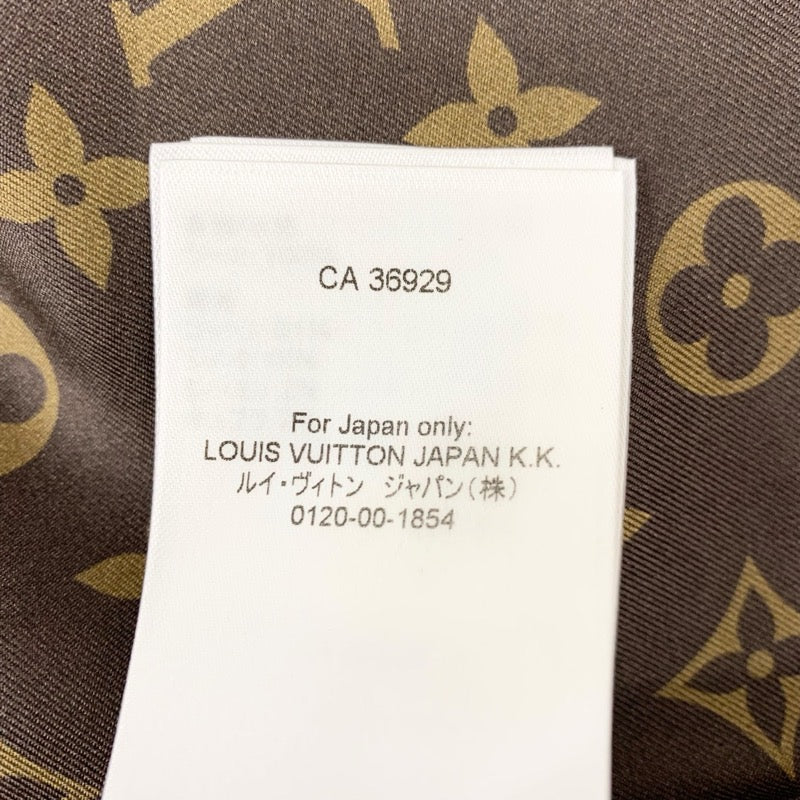 CA 36929
For Japan only:
LOUIS VUITTON JAPAN K.K.
ルイ・ヴィトン ジャパン(株)
0120-00-1854